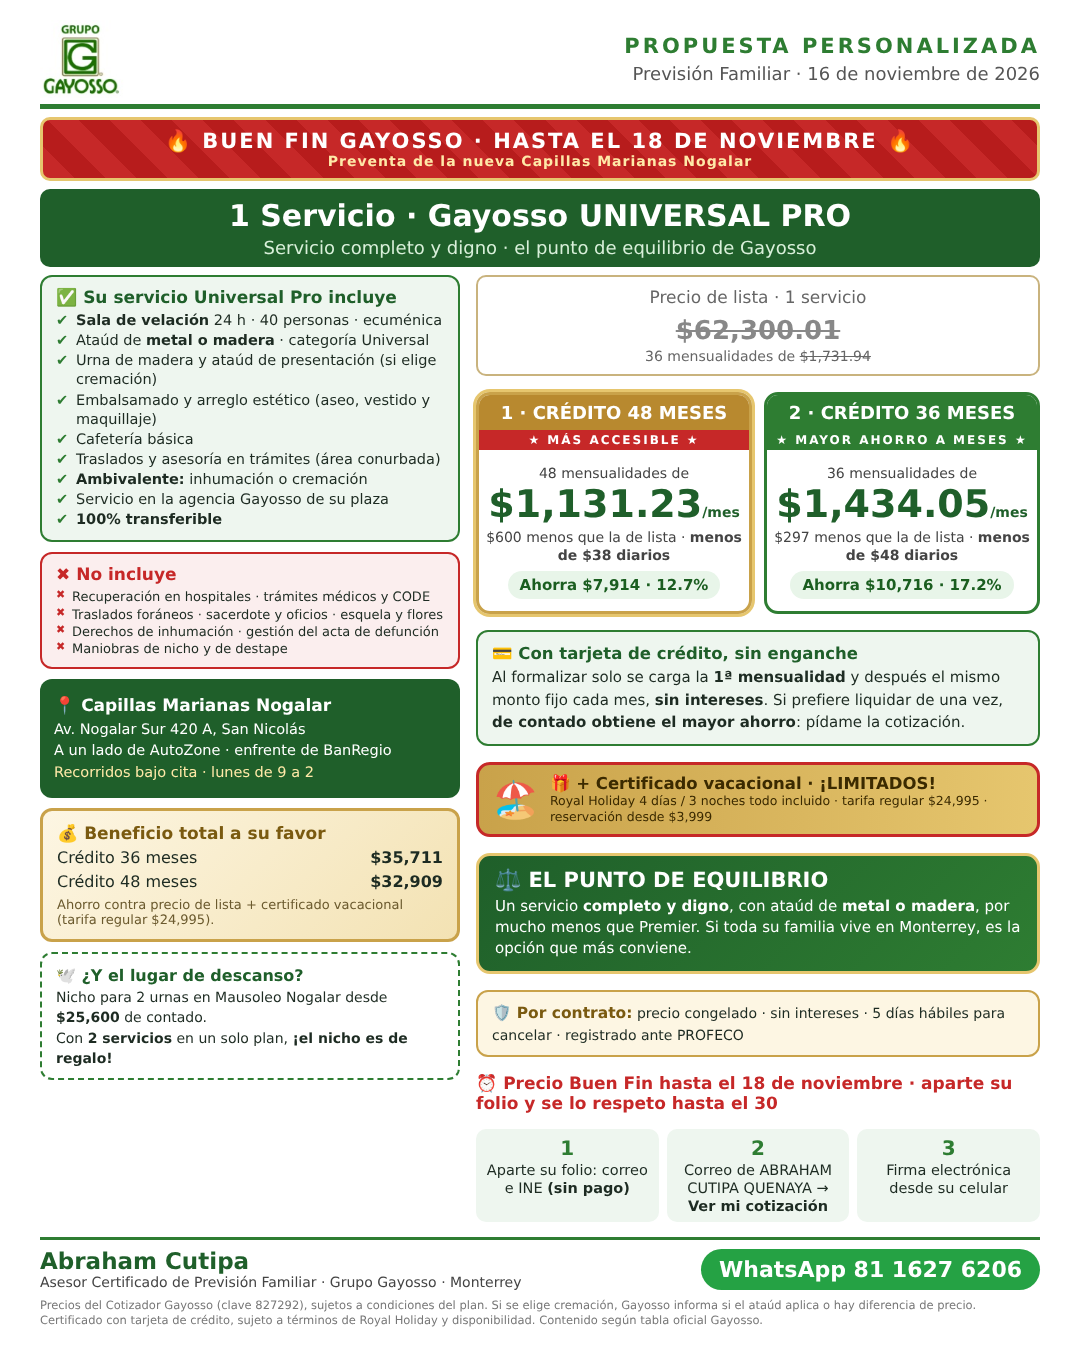 GRUPO
GAYOSSO
PROPUESTA PERSONALIZADA
Previsión Familiar · 16 de noviembre de 2026
🔥 BUEN FIN GAYOSSO · HASTA EL 18 DE NOVIEMBRE 🔥
Preventa de la nueva Capillas Marianas Nogalar
1 Servicio · Gayosso UNIVERSAL PRO
Servicio completo y digno · el punto de equilibrio de Gayosso
✅ Su servicio Universal Pro incluye
✔ Sala de velación 24 h · 40 personas · ecuménica
✔ Ataúd de metal o madera · categoría Universal
✔ Urna de madera y ataúd de presentación (si elige
cremación)
✔ Embalsamado y arreglo estético (aseo, vestido y
maquillaje)
✔ Cafetería básica
✔ Traslados y asesoría en trámites (área conurbada)
✔ Ambivalente: inhumación o cremación
✔ Servicio en la agencia Gayosso de su plaza
✔ 100% transferible
✖ No incluye
✖ Recuperación en hospitales · trámites médicos y CODE
✖ Traslados foráneos · sacerdote y oficios · esquela y flores
✖ Derechos de inhumación · gestión del acta de defunción
✖ Maniobras de nicho y de destape
📍 Capillas Marianas Nogalar
Av. Nogalar Sur 420 A, San Nicolás
A un lado de AutoZone · enfrente de BanRegio
Recorridos bajo cita · lunes de 9 a 2
💰 Beneficio total a su favor
Crédito 36 meses $35,711
Crédito 48 meses $32,909
Ahorro contra precio de lista + certificado vacacional
(tarifa regular $24,995).
🕊️ ¿Y el lugar de descanso?
Nicho para 2 urnas en Mausoleo Nogalar desde
$25,600 de contado.
Con 2 servicios en un solo plan, ¡el nicho es de
regalo!
Precio de lista · 1 servicio
$62,300.01
36 mensualidades de $1,731.94
1 · CRÉDITO 48 MESES
★ MÁS ACCESIBLE ★
48 mensualidades de
$1,131.23/mes
$600 menos que la de lista · menos
de $38 diarios
Ahorra $7,914 · 12.7%
2 · CRÉDITO 36 MESES
★ MAYOR AHORRO A MESES ★
36 mensualidades de
$1,434.05/mes
$297 menos que la de lista · menos
de $48 diarios
Ahorra $10,716 · 17.2%
💳 Con tarjeta de crédito, sin enganche
Al formalizar solo se carga la 1ª mensualidad y después el mismo
monto fijo cada mes, sin intereses. Si prefiere liquidar de una vez,
de contado obtiene el mayor ahorro: pídame la cotización.
🎁 + Certificado vacacional · ¡LIMITADOS!
Royal Holiday 4 días / 3 noches todo incluido · tarifa regular $24,995 ·
reservación desde $3,999
⚖️ EL PUNTO DE EQUILIBRIO
Un servicio completo y digno, con ataúd de metal o madera, por
mucho menos que Premier. Si toda su familia vive en Monterrey, es la
opción que más conviene.
🛡️ Por contrato: precio congelado · sin intereses · 5 días hábiles para
cancelar · registrado ante PROFECO
⏰ Precio Buen Fin hasta el 18 de noviembre · aparte su
folio y se lo respeto hasta el 30
1
Aparte su folio: correo
e INE (sin pago)
2
Correo de ABRAHAM
CUTIPA QUENAYA →
Ver mi cotización
3
Firma electrónica
desde su celular
Abraham Cutipa
Asesor Certificado de Previsión Familiar · Grupo Gayosso · Monterrey
WhatsApp 81 1627 6206
Precios del Cotizador Gayosso (clave 827292), sujetos a condiciones del plan. Si se elige cremación, Gayosso informa si el ataúd aplica o hay diferencia de precio.
Certificado con tarjeta de crédito, sujeto a términos de Royal Holiday y disponibilidad. Contenido según tabla oficial Gayosso.